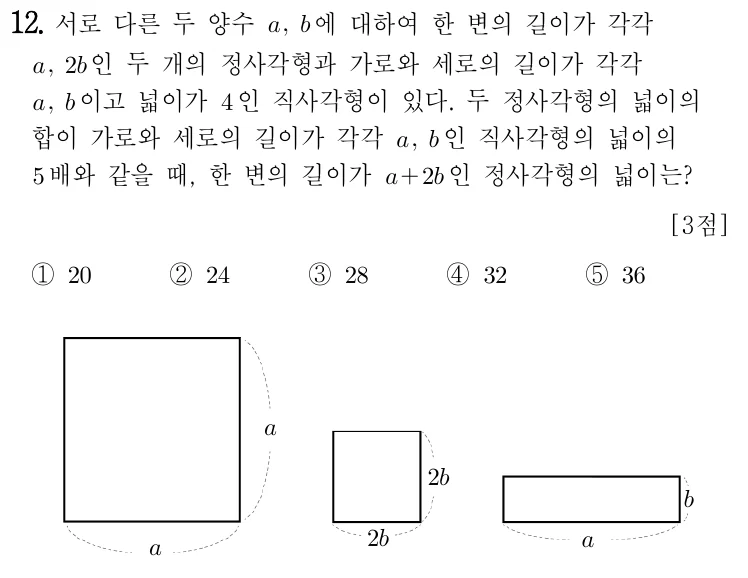 12. 서로 다른 두 양수 a, b에 대하여 한 변의 길이가 각각
a, 2b인 두 개의 정사각형과 가로와 세로의 길이가 각각
a, b이고 넓이가 4인 직사각형이 있다. 두 정사각형의 넓이의
합이 가로와 세로의 길이가 각각 a, b인 직사각형의 넓이의
5배와 같을 때, 한 변의 길이가 a+2b인 정사각형의 넓이는?
[3점]
① 20 ② 24 ③ 28 ④ 32 ⑤ 36
a
a
2b
2b
b
a